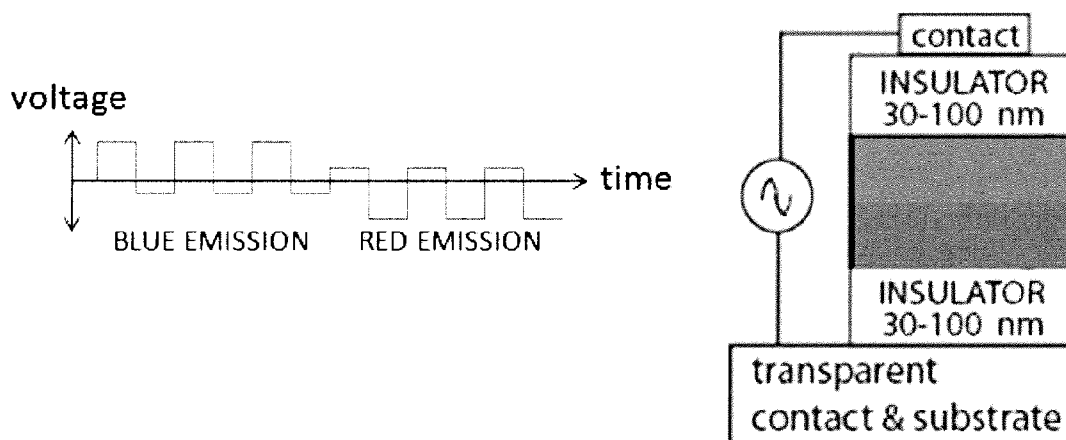 voltage
time
BLUE EMISSION
RED EMISSION
contact
INSULATOR
30-100 nm
INSULATOR
30-100 nm
transparent
contact & substrate